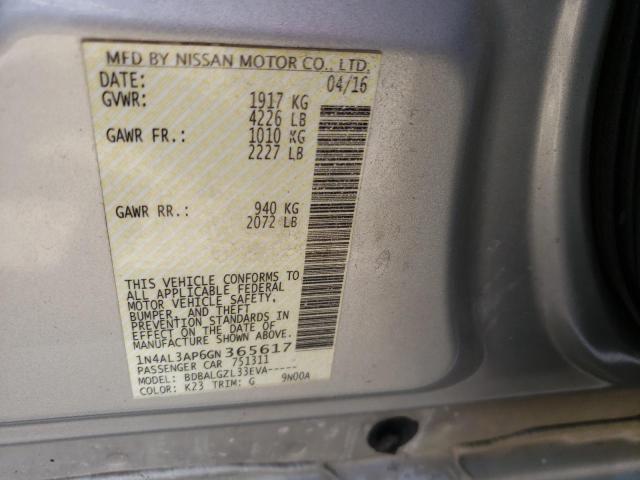 MFD BY NISSAN MOTOR CO., LTD.
DATE: 04/16
GVWR: 1917 KG
4226 LB
GAWR FR.: 1010 KG
2227 LB
GAWR RR.: 940 KG
2072 LB
THIS VEHICLE CONFORMS TO
ALL APPLICABLE FEDERAL
MOTOR VEHICLE SAFETY,
BUMPER, AND THEFT
PREVENTION STANDARDS IN
EFFECT ON THE DATE OF
MANUFACTURE SHOWN ABOVE.
1N4AL3AP6GN365617
PASSENGER CAR 751311
MODEL: BDBALGZL33EVA-----
COLOR: K23 TRIM: G 9N00A